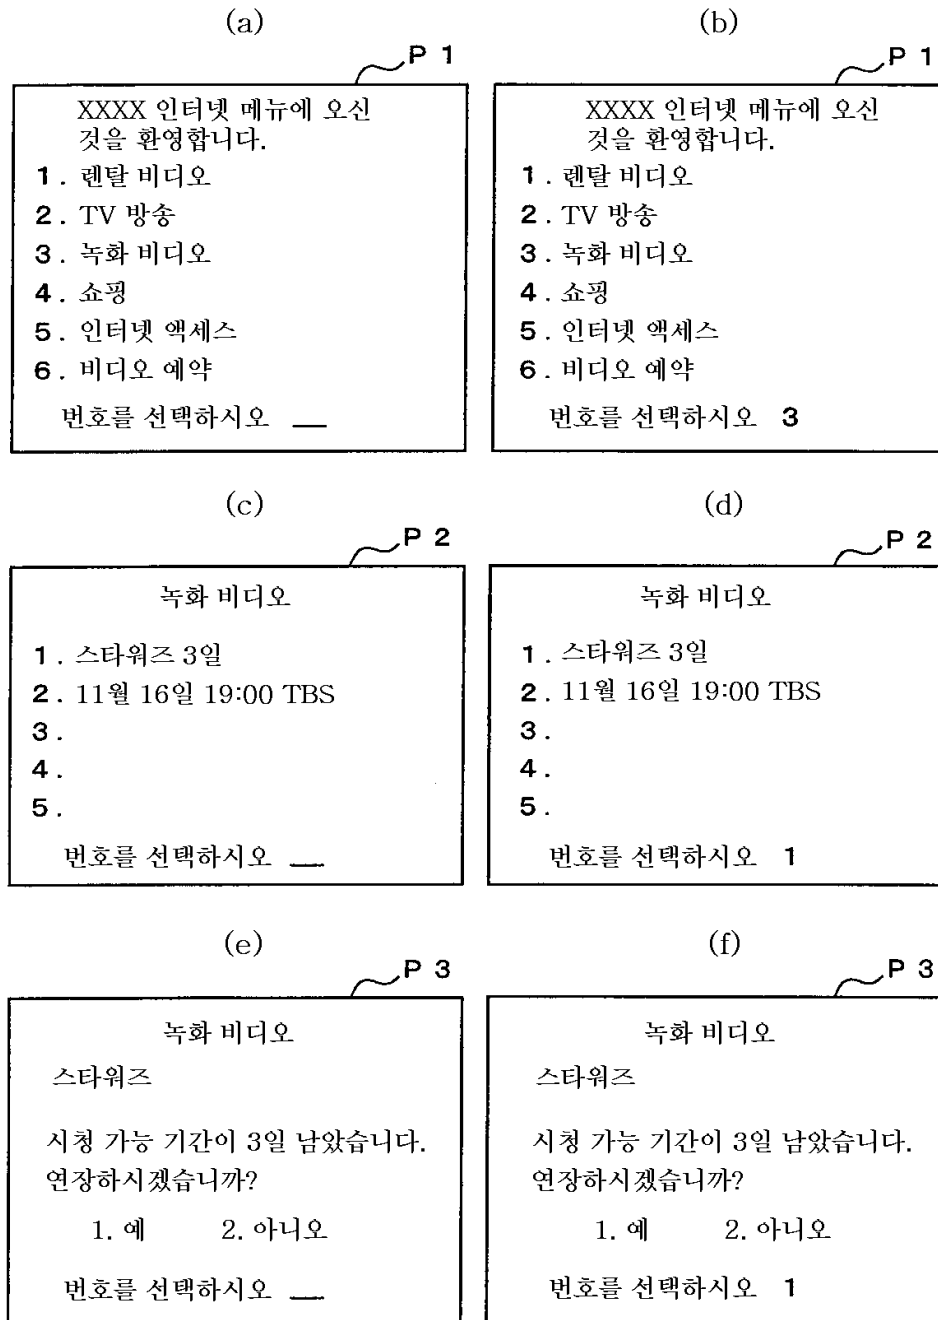 (a)
P 1
XXXX 인터넷 메뉴에 오신
것을 환영합니다.
1. 렌탈 비디오
2. TV 방송
3. 녹화 비디오
4. 쇼핑
5. 인터넷 액세스
6. 비디오 예약
번호를 선택하시오 __
(b)
P 1
XXXX 인터넷 메뉴에 오신
것을 환영합니다.
1. 렌탈 비디오
2. TV 방송
3. 녹화 비디오
4. 쇼핑
5. 인터넷 액세스
6. 비디오 예약
번호를 선택하시오 3
(c)
P 2
녹화 비디오
1. 스타워즈 3일
2. 11월 16일 19:00 TBS
3.
4.
5.
번호를 선택하시오 __
(d)
P 2
녹화 비디오
1. 스타워즈 3일
2. 11월 16일 19:00 TBS
3.
4.
5.
번호를 선택하시오 1
(e)
P 3
녹화 비디오
스타워즈
시청 가능 기간이 3일 남았습니다.
연장하시겠습니까?
1. 예 2. 아니오
번호를 선택하시오 __
(f)
P 3
녹화 비디오
스타워즈
시청 가능 기간이 3일 남았습니다.
연장하시겠습니까?
1. 예 2. 아니오
번호를 선택하시오 1